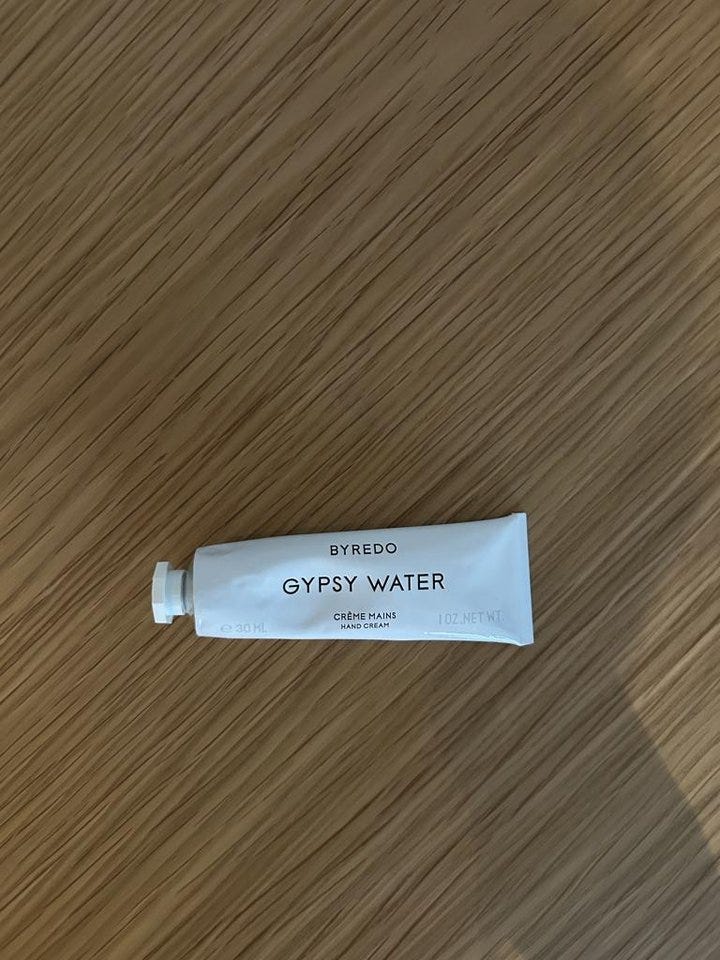 BYREDO
GYPSY WATER
CRÈME MAINS
HAND CREAM
℮ 30 ML
1 OZ. NET WT.